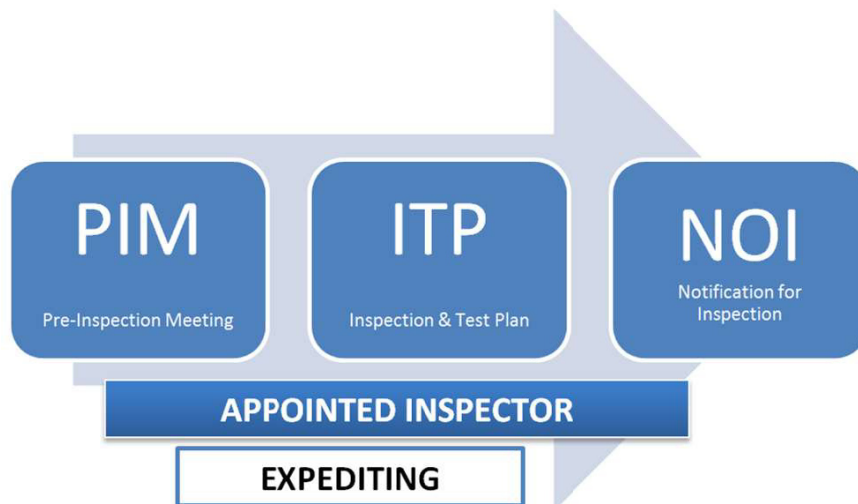 PIM
Pre-Inspection Meeting
ITP
Inspection & Test Plan
NOI
Notification for
Inspection
APPOINTED INSPECTOR
EXPEDITING